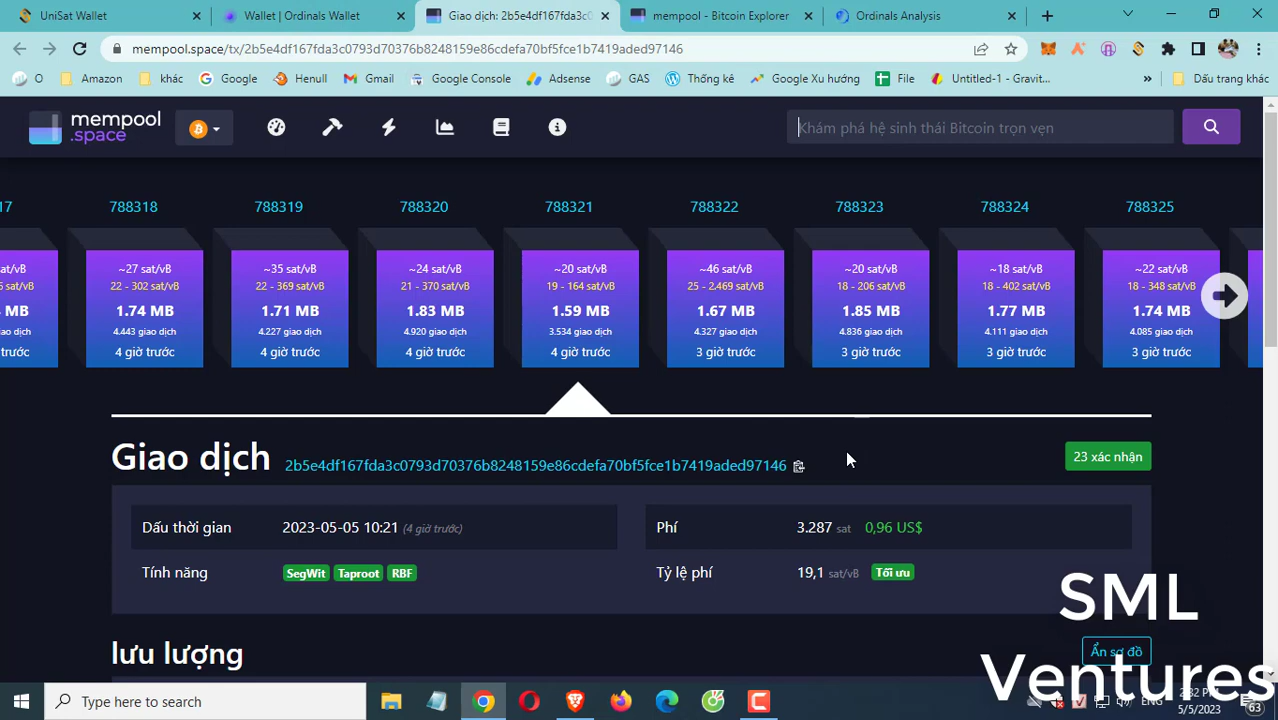 UniSat Wallet
Wallet | Ordinals Wallet
Giao dịch: 2b5e4df167fda3c0
mempool - Bitcoin Explorer
Ordinals Analysis
mempool.space/tx/2b5e4df167fda3c0793d70376b8248159e86cdefa70bf5fce1b7419aded97146
O
Amazon
khác
Google
Henull
Gmail
Google Console
Adsense
GAS
Thống kê
Google Xu hướng
File
Untitled-1 - Gravit...
»
Dấu trang khác
mempool
.space
Khám phá hệ sinh thái Bitcoin trọn vẹn
17 788318 788319 788320 788321 788322 788323 788324 788325
sat/vB ~27 sat/vB ~35 sat/vB ~24 sat/vB ~20 sat/vB ~46 sat/vB ~20 sat/vB ~18 sat/vB ~22 sat/vB
sat/vB 22 - 302 sat/vB 22 - 369 sat/vB 21 - 370 sat/vB 19 - 164 sat/vB 25 - 2.469 sat/vB 18 - 206 sat/vB 18 - 402 sat/vB 18 - 348 sat/vB
MB 1.74 MB 1.71 MB 1.83 MB 1.59 MB 1.67 MB 1.85 MB 1.77 MB 1.74 MB
giao dịch 4.443 giao dịch 4.227 giao dịch 4.920 giao dịch 3.534 giao dịch 4.327 giao dịch 4.836 giao dịch 4.111 giao dịch 4.085 giao dịch
trước 4 giờ trước 4 giờ trước 4 giờ trước 4 giờ trước 3 giờ trước 3 giờ trước 3 giờ trước 3 giờ trước
Giao dịch 2b5e4df167fda3c0793d70376b8248159e86cdefa70bf5fce1b7419aded97146
23 xác nhận
Dấu thời gian 2023-05-05 10:21 (4 giờ trước)
Phí 3.287 sat 0,96 US$
Tính năng SegWit Taproot RBF
Tỷ lệ phí 19,1 sat/vB Tối ưu
SML
lưu lượng
Ẩn sơ đồ
Ventures
Type here to search
ENG
5/5/2023
63